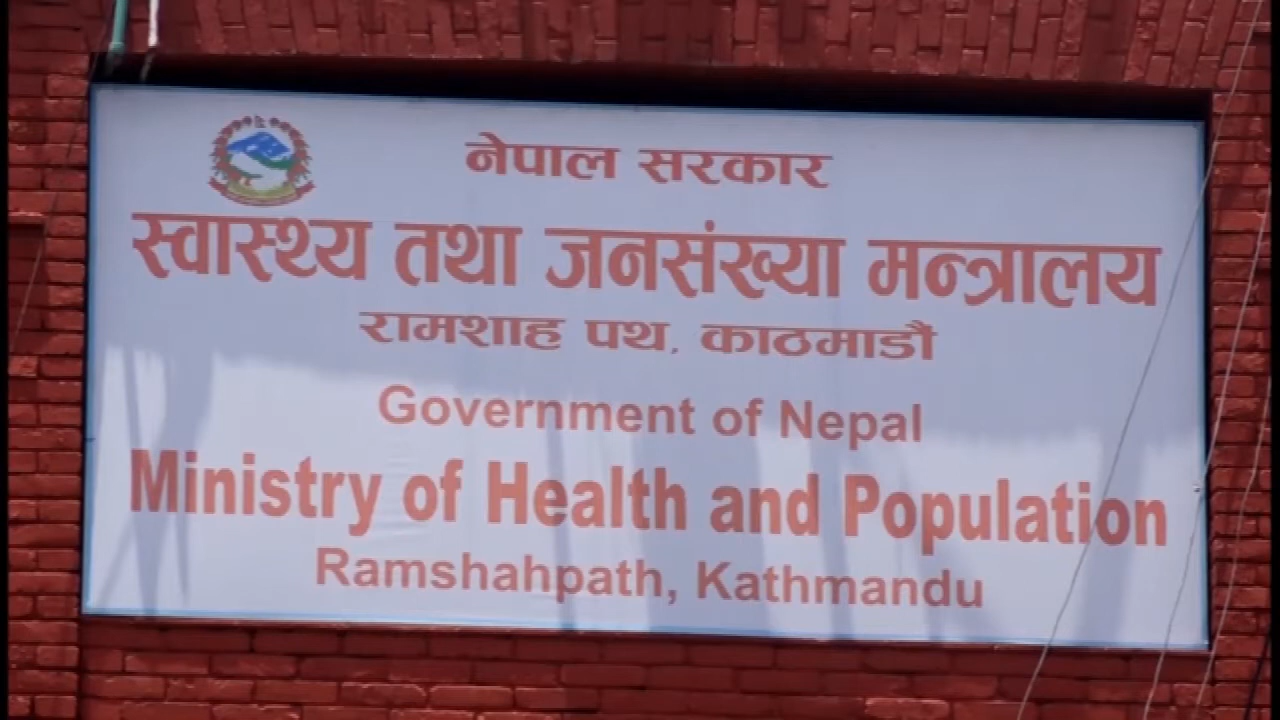 नेपाल सरकार
स्वास्थ्य तथा जनसंख्या मन्त्रालय
रामशाह पथ, काठमाडौं
Government of Nepal
Ministry of Health and Population
Ramshahpath, Kathmandu